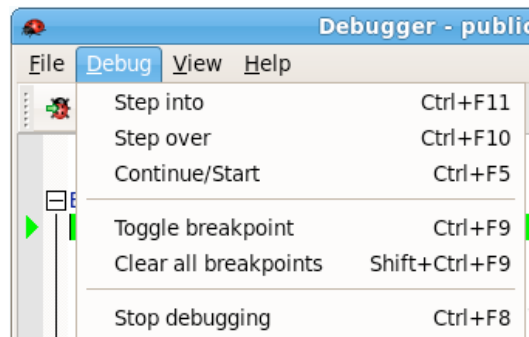 Debugger - public
File Debug View Help
Step into Ctrl+F11
Step over Ctrl+F10
Continue/Start Ctrl+F5
Toggle breakpoint Ctrl+F9
Clear all breakpoints Shift+Ctrl+F9
Stop debugging Ctrl+F8